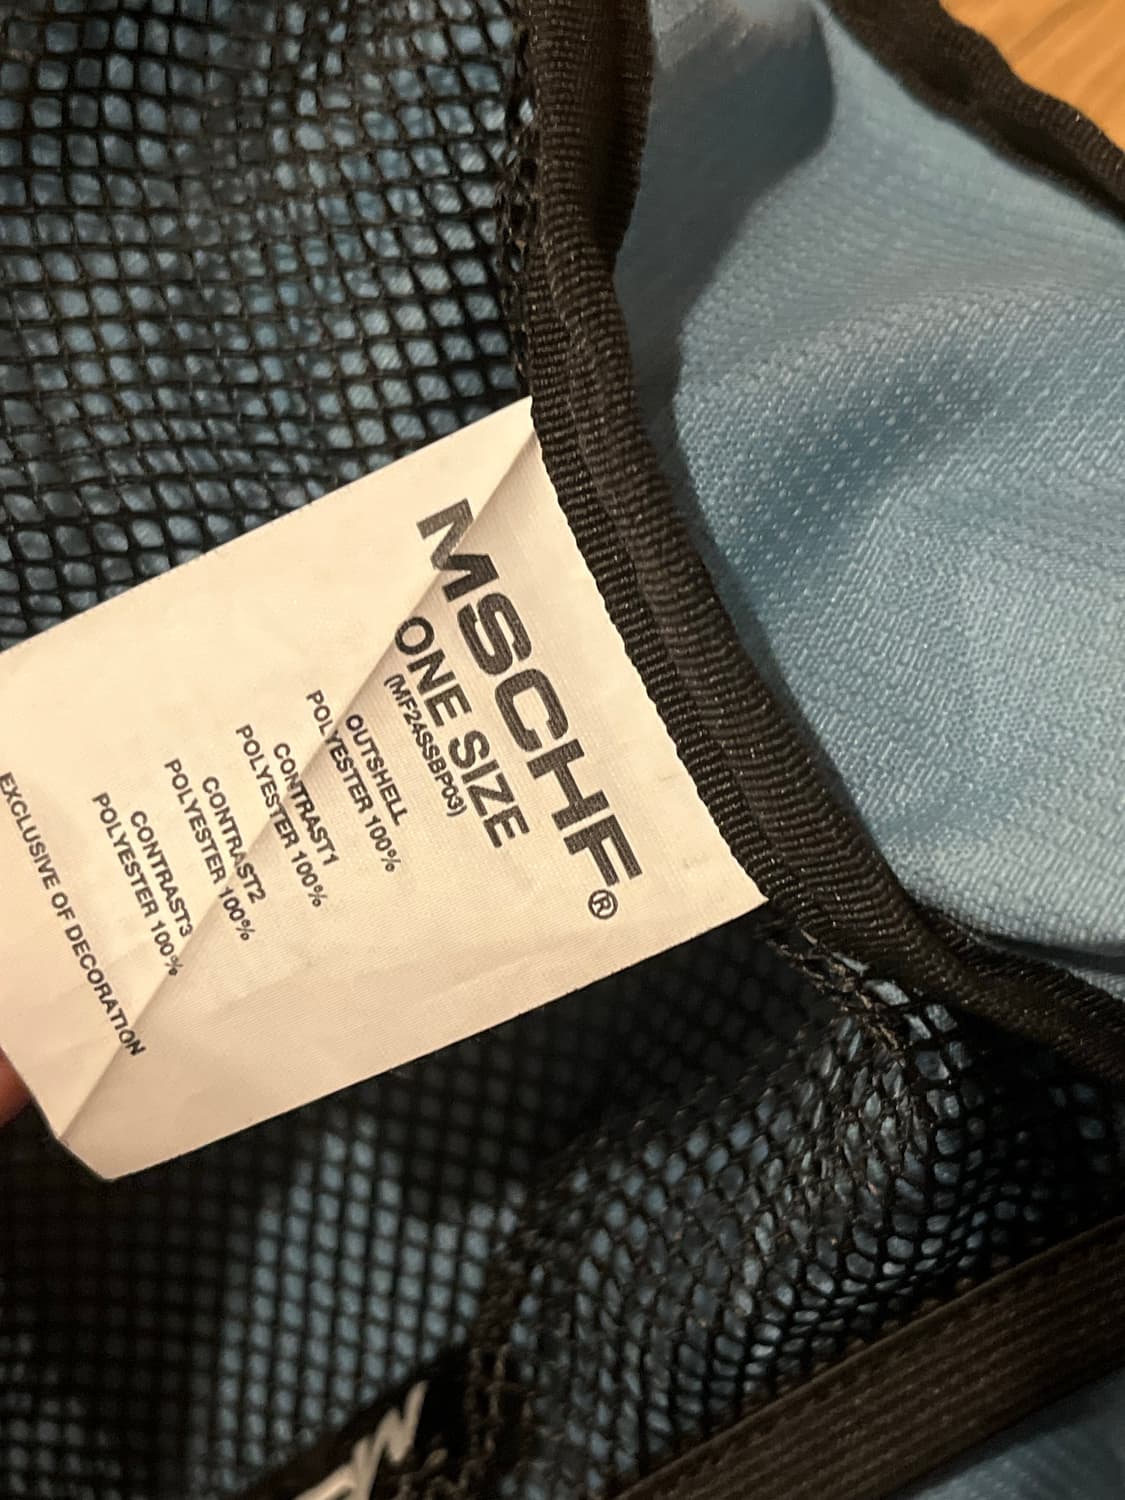 MSCHF®
ONE SIZE
(MF24SSBP03)
OUTSHELL
POLYESTER 100%
CONTRAST1
POLYESTER 100%
CONTRAST2
POLYESTER 100%
CONTRAST3
POLYESTER 100%
EXCLUSIVE OF DECORATION